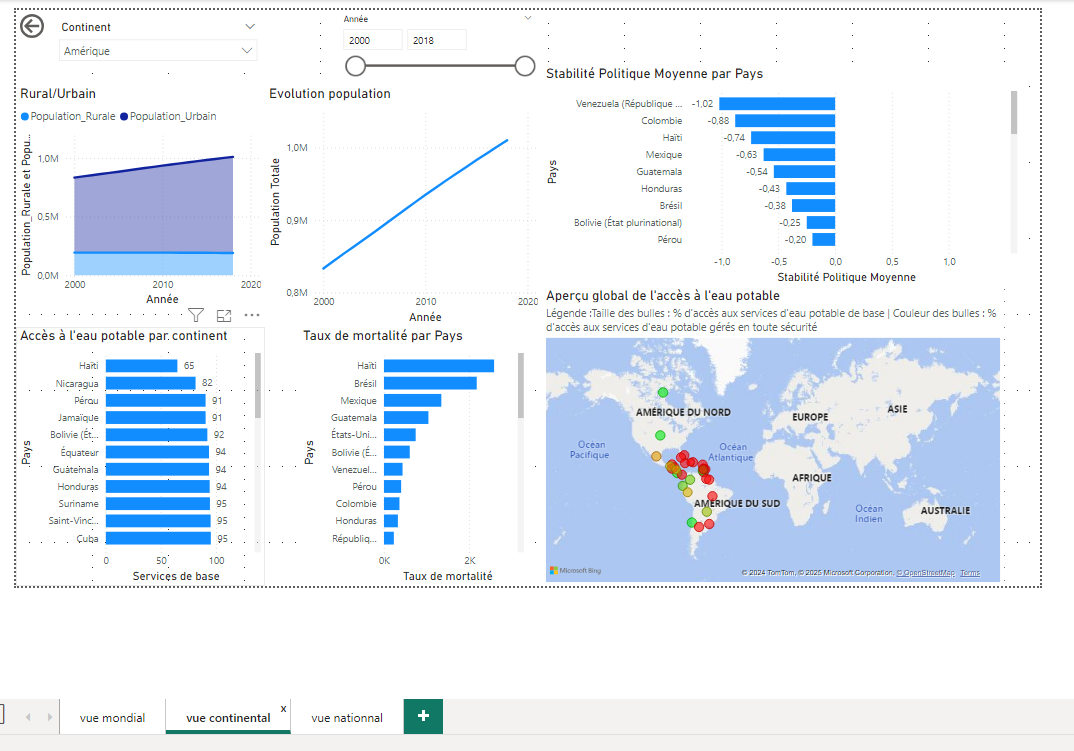 Continent
Amérique
Année
2000
2018
Rural/Urbain
Population_Rurale
Population_Urbain
Population_Rurale et Popu...
1,0M
0,5M
0,0M
2000
2010
2020
Année
Evolution population
Population Totale
1,0M
0,9M
0,8M
2000
2010
2020
Année
Stabilité Politique Moyenne par Pays
Pays
Venezuela (République ... -1,02
Colombie -0,88
Haïti -0,74
Mexique -0,63
Guatemala -0,54
Honduras -0,43
Brésil -0,38
Bolivie (État plurinational) -0,25
Pérou -0,20
-1,0
-0,5
0,0
0,5
1,0
Stabilité Politique Moyenne
Accès à l'eau potable par continent
Pays
Haïti 65
Nicaragua 82
Pérou 91
Jamaïque 91
Bolivie (Ét... 92
Équateur 94
Guatemala 94
Honduras 94
Suriname 95
Saint-Vinc... 95
Cuba 95
0
50
100
Services de base
Taux de mortalité par Pays
Pays
Haïti
Brésil
Mexique
Guatemala
États-Uni...
Bolivie (É...
Venezuel...
Pérou
Colombie
Honduras
Républiq...
0K
2K
Taux de mortalité
Aperçu global de l'accès à l'eau potable
Légende :Taille des bulles : % d'accès aux services d'eau potable de base | Couleur des bulles : %
d'accès aux services d'eau potable gérés en toute sécurité
AMÉRIQUE DU NORD
EUROPE
ASIE
Océan
Pacifique
Océan
Atlantique
AFRIQUE
AMÉRIQUE DU SUD
Océan
Indien
AUSTRALIE
Microsoft Bing
© 2024 TomTom, © 2025 Microsoft Corporation, © OpenStreetMap Terms
vue mondial
vue continental
x
vue nationnal
+